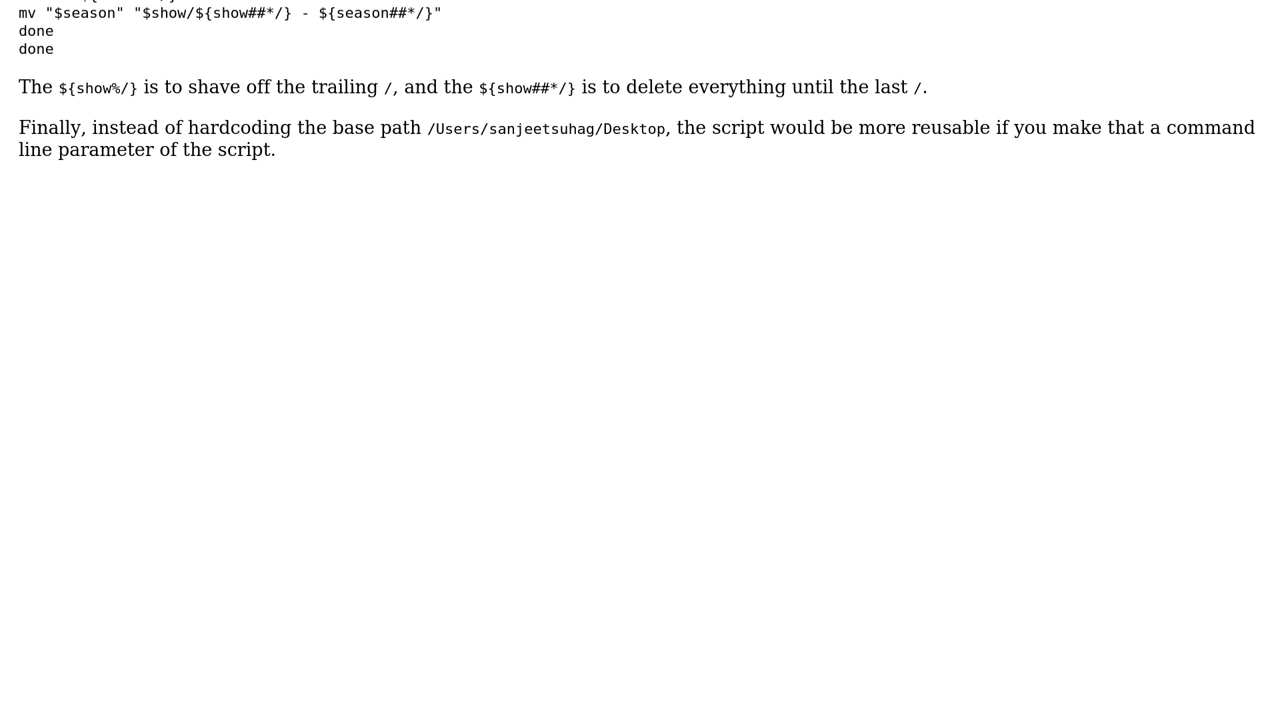 mv "$season" "$show/${show##*/} - ${season##*/}"
done
done
The ${show%/} is to shave off the trailing /, and the ${show##*/} is to delete everything until the last /.
Finally, instead of hardcoding the base path /Users/sanjeetsuhag/Desktop, the script would be more reusable if you make that a command
line parameter of the script.